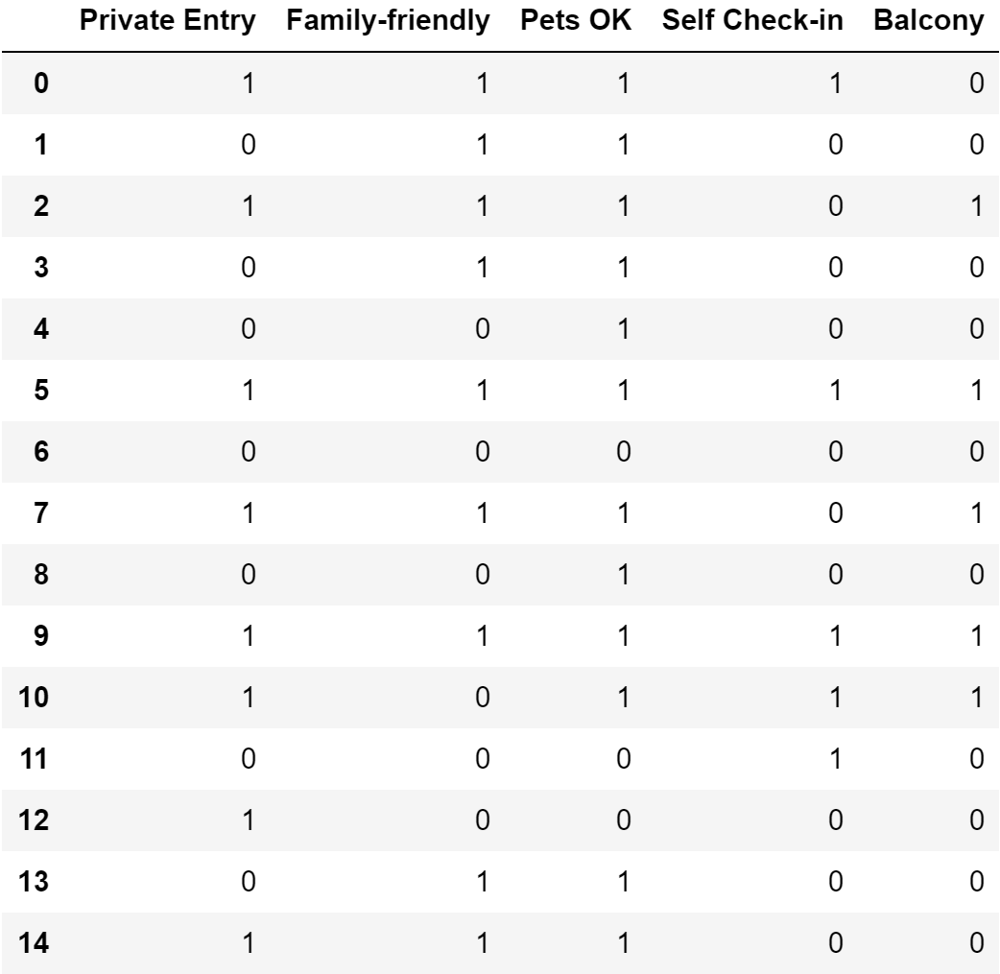 Private Entry Family-friendly Pets OK Self Check-in Balcony
0 1 1 1 1 0
1 0 1 1 0 0
2 1 1 1 0 1
3 0 1 1 0 0
4 0 0 1 0 0
5 1 1 1 1 1
6 0 0 0 0 0
7 1 1 1 0 1
8 0 0 1 0 0
9 1 1 1 1 1
10 1 0 1 1 1
11 0 0 0 1 0
12 1 0 0 0 0
13 0 1 1 0 0
14 1 1 1 0 0